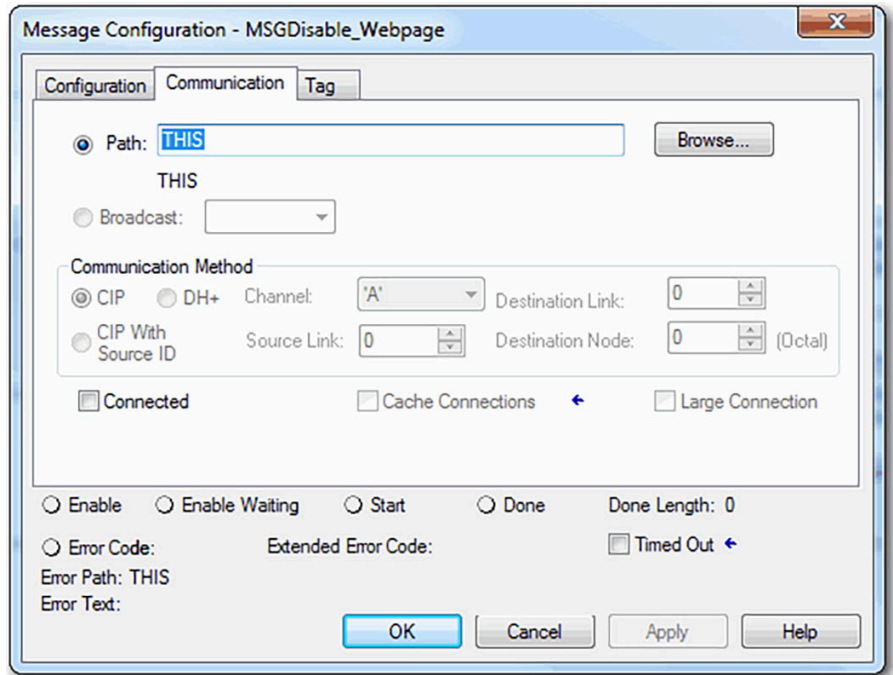 Message Configuration - MSGDisable_Webpage
Configuration Communication Tag
Path: THIS Browse...
THIS
Broadcast:
Communication Method
CIP DH+ Channel: 'A' Destination Link: 0
CIP With Source ID Source Link: 0 Destination Node: 0 (Octal)
Connected Cache Connections Large Connection
Enable Enable Waiting Start Done Done Length: 0
Error Code: Extended Error Code: Timed Out
Error Path: THIS
Error Text:
OK Cancel Apply Help